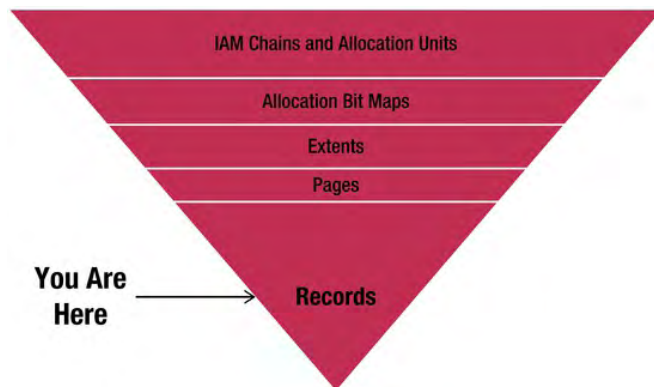 IAM Chains and Allocation Units
Allocation Bit Maps
Extents
Pages
You Are
Here
Records